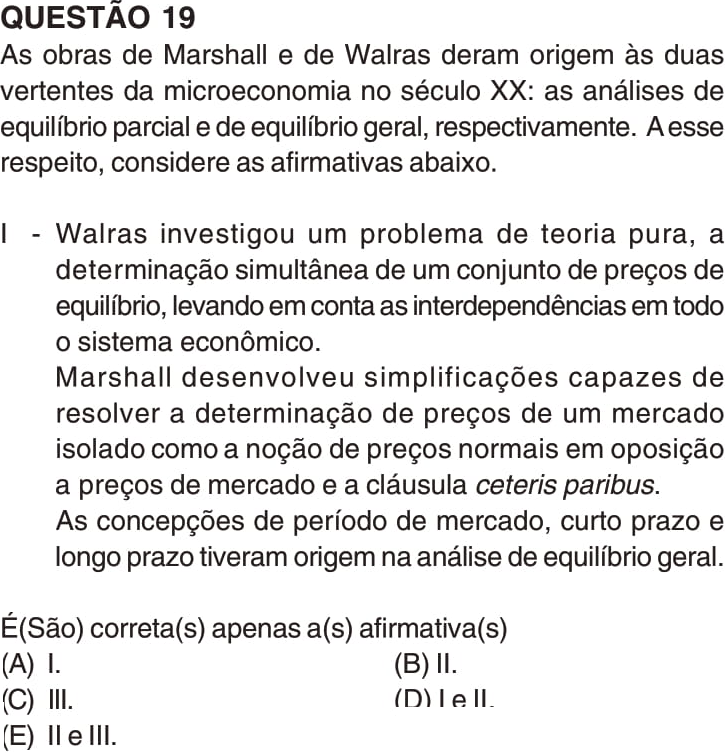 QUESTÃO 19
As obras de Marshall e de Walras deram origem às duas
vertentes da microeconomia no século XX: as análises de
equilíbrio parcial e de equilíbrio geral, respectivamente. A esse
respeito, considere as afirmativas abaixo.
I - Walras investigou um problema de teoria pura, a
determinação simultânea de um conjunto de preços de
equilíbrio, levando em conta as interdependências em todo
o sistema econômico.
Marshall desenvolveu simplificações capazes de
resolver a determinação de preços de um mercado
isolado como a noção de preços normais em oposição
a preços de mercado e a cláusula ceteris paribus.
As concepções de período de mercado, curto prazo e
longo prazo tiveram origem na análise de equilíbrio geral.
É(São) correta(s) apenas a(s) afirmativa(s)
(A) I. (B) II.
(C) III. (D) I e II.
(E) II e III.